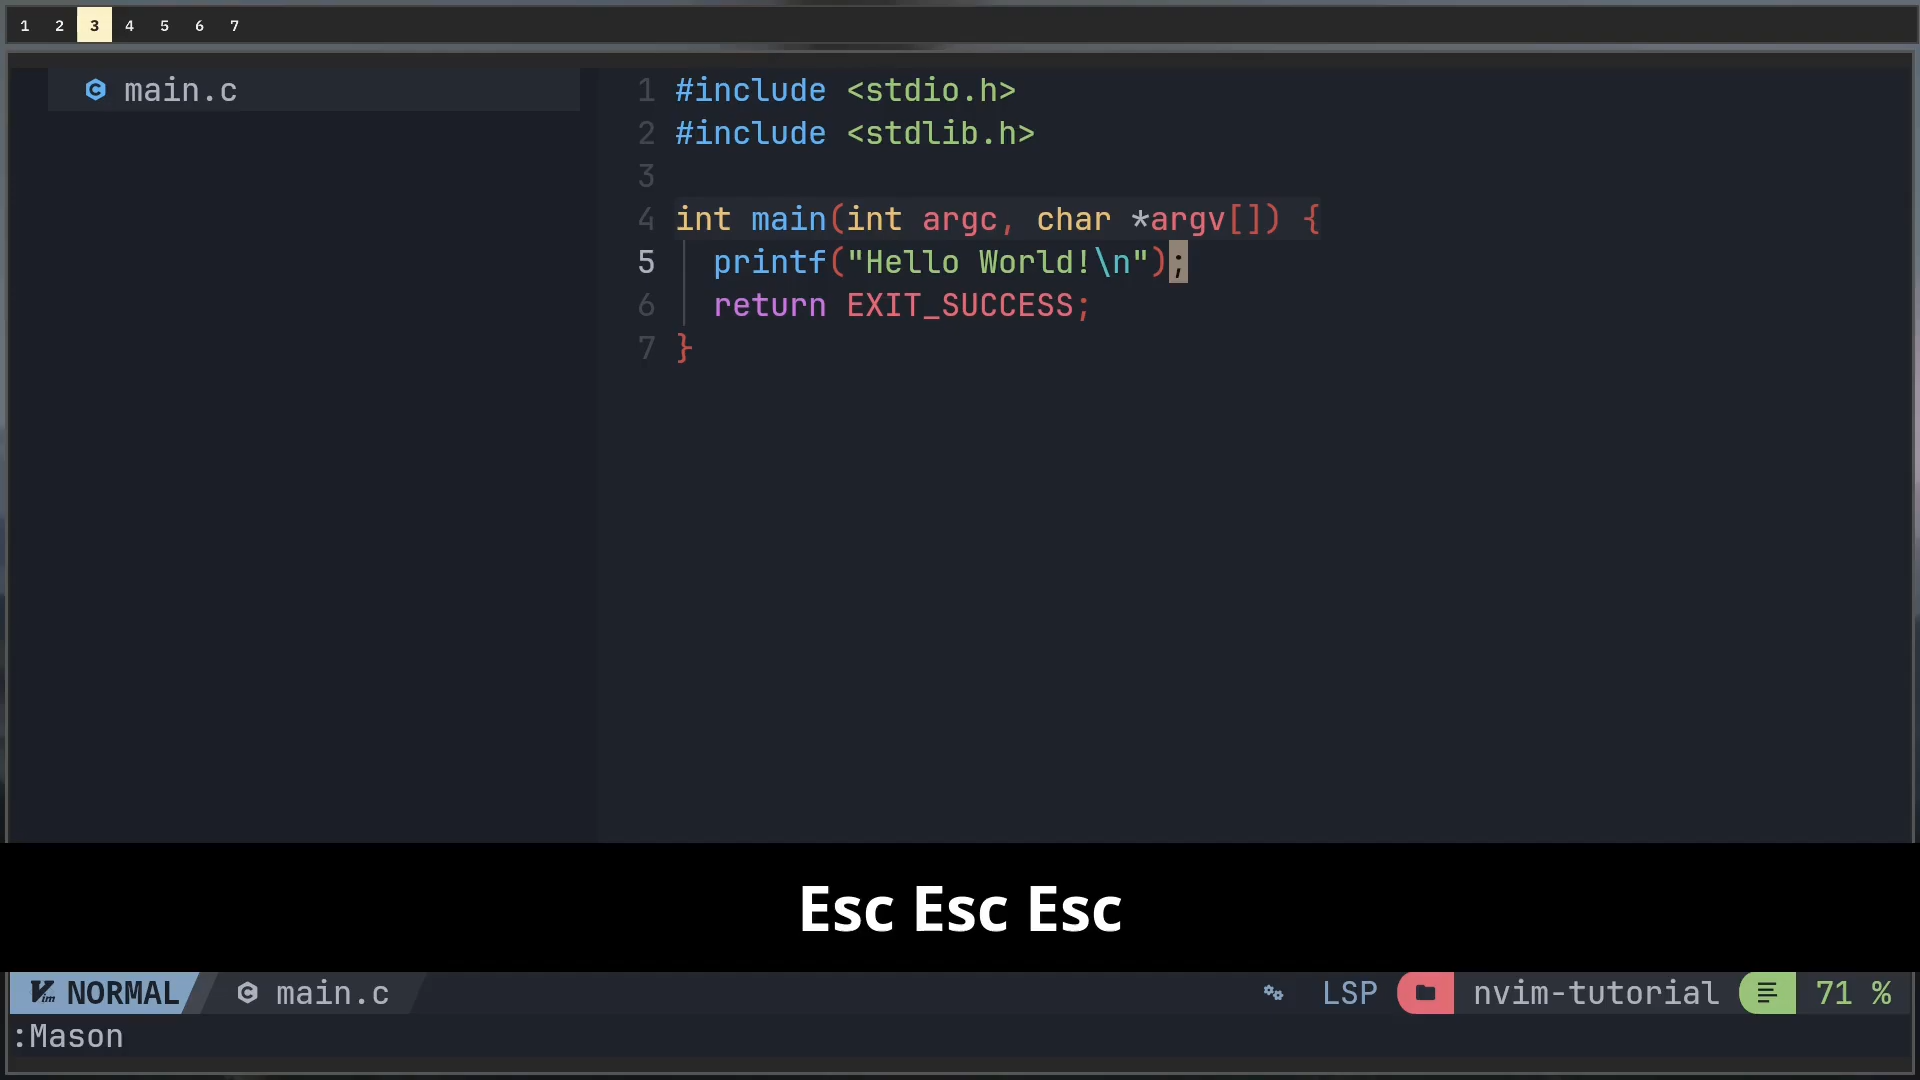 1 2 3 4 5 6 7
main.c
1 #include <stdio.h>
2 #include <stdlib.h>
3
4 int main(int argc, char *argv[]) {
5 printf("Hello World!\n");
6 return EXIT_SUCCESS;
7 }
Esc Esc Esc
NORMAL main.c LSP nvim-tutorial 71 %
:Mason